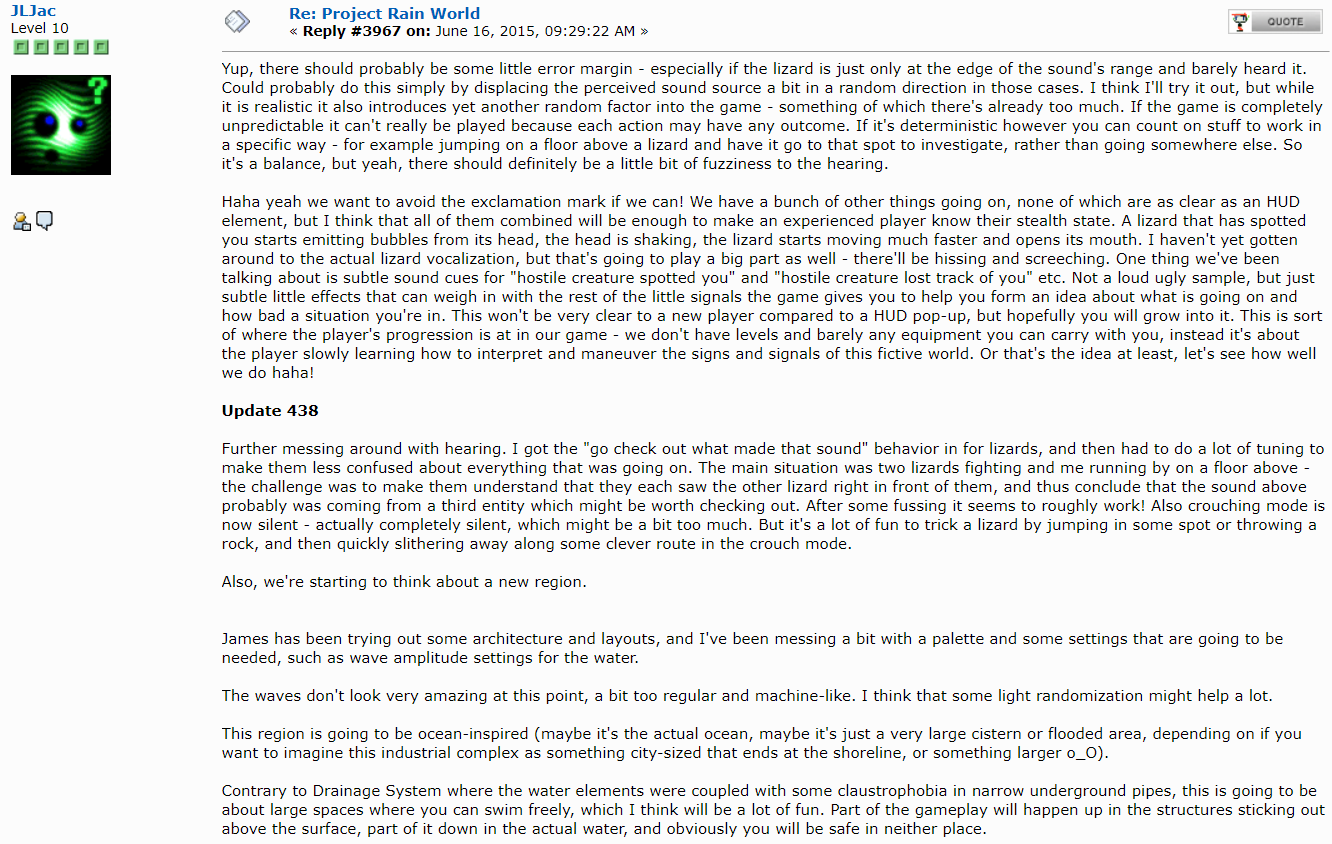 JLJac
Level 10
Re: Project Rain World
« Reply #3967 on: June 16, 2015, 09:29:22 AM »
QUOTE
Yup, there should probably be some little error margin - especially if the lizard is just only at the edge of the sound's range and barely heard it.
Could probably do this simply by displacing the perceived sound source a bit in a random direction in those cases. I think I'll try it out, but while
it is realistic it also introduces yet another random factor into the game - something of which there's already too much. If the game is completely
unpredictable it can't really be played because each action may have any outcome. If it's deterministic however you can count on stuff to work in
a specific way - for example jumping on a floor above a lizard and have it go to that spot to investigate, rather than going somewhere else. So
it's a balance, but yeah, there should definitely be a little bit of fuzziness to the hearing.
Haha yeah we want to avoid the exclamation mark if we can! We have a bunch of other things going on, none of which are as clear as an HUD
element, but I think that all of them combined will be enough to make an experienced player know their stealth state. A lizard that has spotted
you starts emitting bubbles from its head, the head is shaking, the lizard starts moving much faster and opens its mouth. I haven't yet gotten
around to the actual lizard vocalization, but that's going to play a big part as well - there'll be hissing and screeching. One thing we've been
talking about is subtle sound cues for "hostile creature spotted you" and "hostile creature lost track of you" etc. Not a loud ugly sample, but just
subtle little effects that can weigh in with the rest of the little signals the game gives you to help you form an idea about what is going on and
how bad a situation you're in. This won't be very clear to a new player compared to a HUD pop-up, but hopefully you will grow into it. This is sort
of where the player's progression is at in our game - we don't have levels and barely any equipment you can carry with you, instead it's about
the player slowly learning how to interpret and maneuver the signs and signals of this fictive world. Or that's the idea at least, let's see how well
we do haha!
Update 438
Further messing around with hearing. I got the "go check out what made that sound" behavior in for lizards, and then had to do a lot of tuning to
make them less confused about everything that was going on. The main situation was two lizards fighting and me running by on a floor above -
the challenge was to make them understand that they each saw the other lizard right in front of them, and thus conclude that the sound above
probably was coming from a third entity which might be worth checking out. After some fussing it seems to roughly work! Also crouching mode is
now silent - actually completely silent, which might be a bit too much. But it's a lot of fun to trick a lizard by jumping in some spot or throwing a
rock, and then quickly slithering away along some clever route in the crouch mode.
Also, we're starting to think about a new region.
James has been trying out some architecture and layouts, and I've been messing a bit with a palette and some settings that are going to be
needed, such as wave amplitude settings for the water.
The waves don't look very amazing at this point, a bit too regular and machine-like. I think that some light randomization might help a lot.
This region is going to be ocean-inspired (maybe it's the actual ocean, maybe it's just a very large cistern or flooded area, depending on if you
want to imagine this industrial complex as something city-sized that ends at the shoreline, or something larger o_O).
Contrary to Drainage System where the water elements were coupled with some claustrophobia in narrow underground pipes, this is going to be
about large spaces where you can swim freely, which I think will be a lot of fun. Part of the gameplay will happen up in the structures sticking out
above the surface, part of it down in the actual water, and obviously you will be safe in neither place.